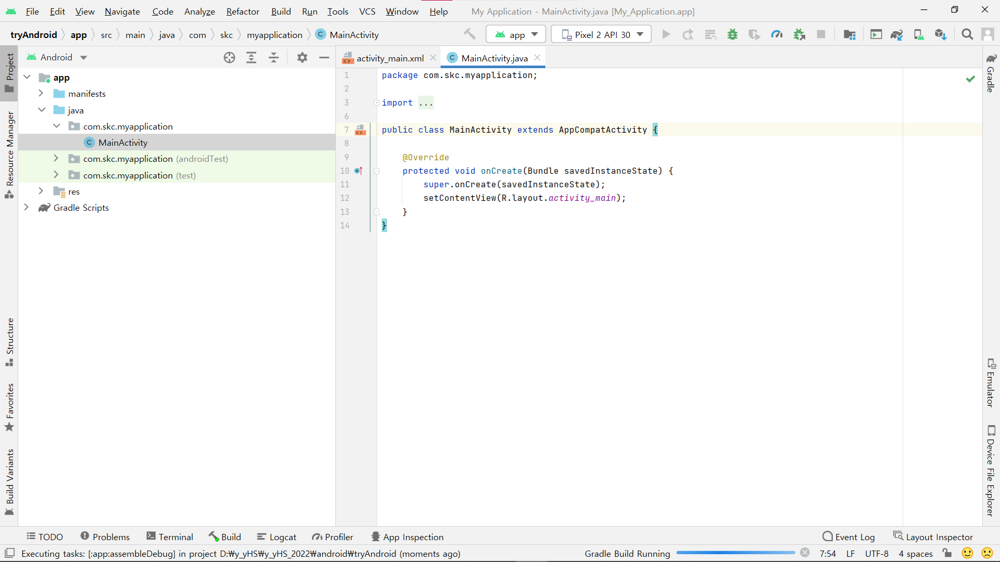 File Edit View Navigate Code Analyze Refactor Build Run Tools VCS Window Help My Application - MainActivity.java [My_Application.app]
tryAndroid app src main java com skc myapplication C MainActivity app Pixel 2 API 30
Project
Resource Manager
Structure
Favorites
Build Variants
Android
app
manifests
java
com.skc.myapplication
C MainActivity
com.skc.myapplication (androidTest)
com.skc.myapplication (test)
res
Gradle Scripts
activity_main.xml C MainActivity.java
1 package com.skc.myapplication;
2
3 import ...
6
7 public class MainActivity extends AppCompatActivity {
8
9 @Override
10 protected void onCreate(Bundle savedInstanceState) {
11 super.onCreate(savedInstanceState);
12 setContentView(R.layout.activity_main);
13 }
14 }
Gradle
Emulator
Device File Explorer
TODO Problems Terminal Build Logcat Profiler App Inspection Event Log Layout Inspector
Executing tasks: [:app:assembleDebug] in project D:₩y_yHS₩y_yHS_2022₩android₩tryAndroid (moments ago) Gradle Build Running 7:54 LF UTF-8 4 spaces